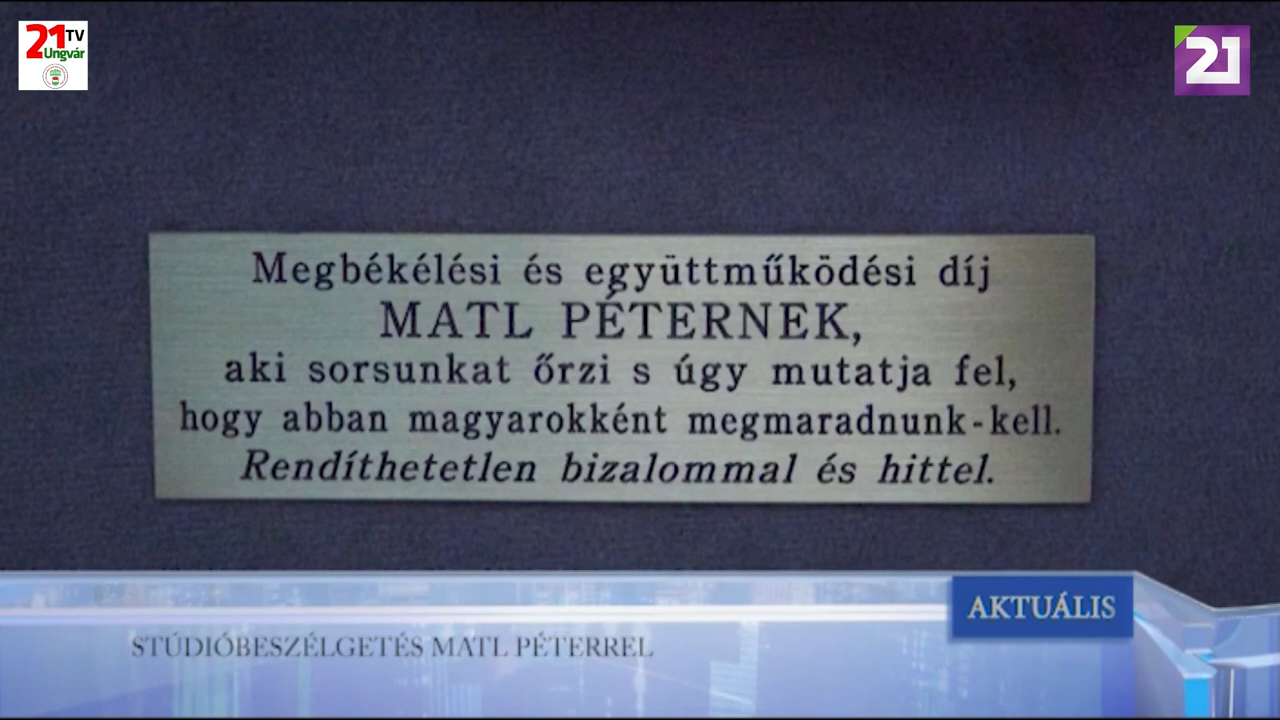 21 TV
Ungvár
21
Megbékélési és együttműködési díj
MATL PÉTERNEK,
aki sorsunkat őrzi s úgy mutatja fel,
hogy abban magyarokként megmaradnunk-kell.
Rendíthetetlen bizalommal és hittel.
AKTUÁLIS
STÚDIÓBESZÉLGETÉS MATL PÉTERREL